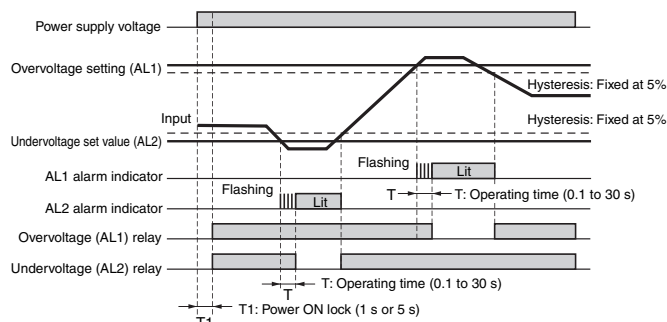 Power supply voltage
Overvoltage setting (AL1)
Hysteresis: Fixed at 5%
Input
Hysteresis: Fixed at 5%
Undervoltage set value (AL2)
Flashing
Lit
AL1 alarm indicator
T
T: Operating time (0.1 to 30 s)
Flashing
Lit
AL2 alarm indicator
Overvoltage (AL1) relay
Undervoltage (AL2) relay
T: Operating time (0.1 to 30 s)
T
T1: Power ON lock (1 s or 5 s)
T1